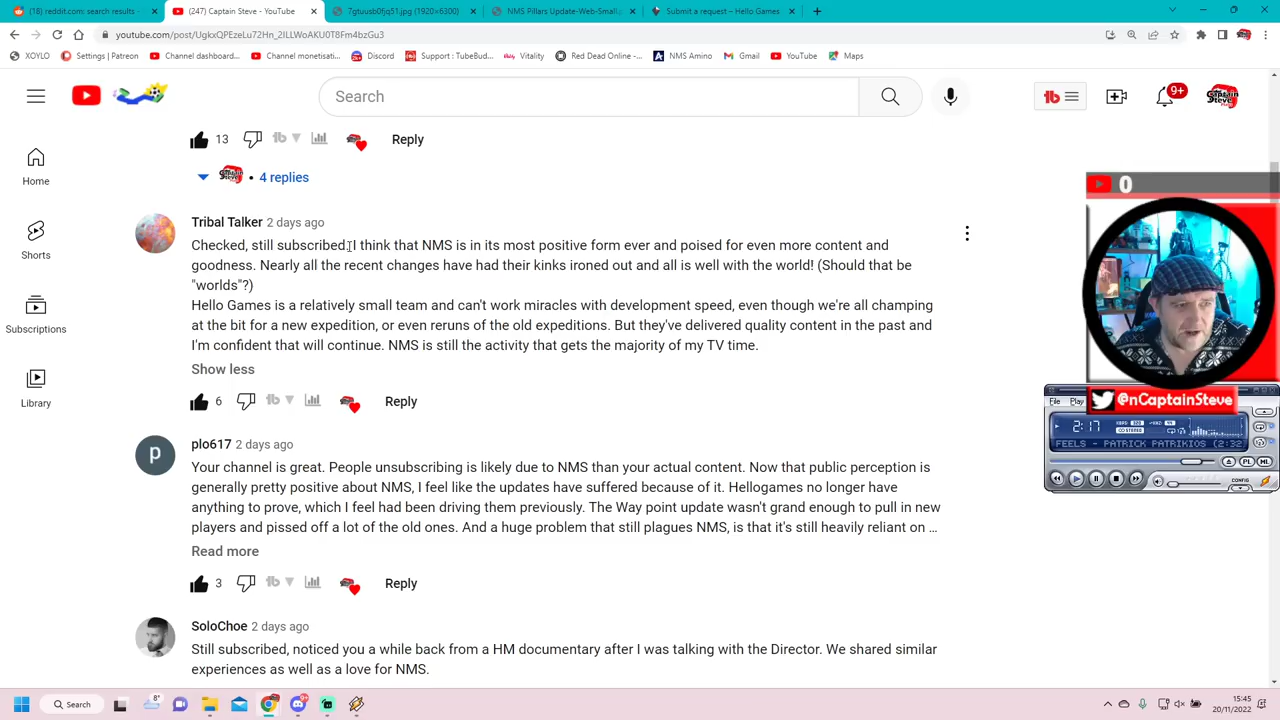 (18) reddit.com: search results -
(247) Captain Steve - YouTube
7gtuusb0fjq51.jpg (1920×6300)
NMS Pillars Update-Web-Small.
Submit a request – Hello Games
youtube.com/post/UgkxQPEzeLu72Hn_2ILLWoAKU0T8Fm4bzGu3
XOYLO
Settings | Patreon
Channel dashboard...
Channel monetisati...
Discord
Support : TubeBud...
Vitality
Red Dead Online –...
NMS Amino
Gmail
YouTube
Maps
Search
9+
Captain Steve
Home
Shorts
Subscriptions
Library
13
Reply
• 4 replies
Tribal Talker 2 days ago
Checked, still subscribed. I think that NMS is in its most positive form ever and poised for even more content and
goodness. Nearly all the recent changes have had their kinks ironed out and all is well with the world! (Should that be
"worlds"?)
Hello Games is a relatively small team and can't work miracles with development speed, even though we're all champing
at the bit for a new expedition, or even reruns of the old expeditions. But they've delivered quality content in the past and
I'm confident that will continue. NMS is still the activity that gets the majority of my TV time.
Show less
6
Reply
p
plo617 2 days ago
Your channel is great. People unsubscribing is likely due to NMS than your actual content. Now that public perception is
generally pretty positive about NMS, I feel like the updates have suffered because of it. Hellogames no longer have
anything to prove, which I feel had been driving them previously. The Way point update wasn't grand enough to pull in new
players and pissed off a lot of the old ones. And a huge problem that still plagues NMS, is that it's still heavily reliant on ...
Read more
3
Reply
SoloChoe 2 days ago
Still subscribed, noticed you a while back from a HM documentary after I was talking with the Director. We shared similar
experiences as well as a love for NMS.
0
File Play
@nCaptainSteve
2:17
STEREO
FEELS - PATRICK PATRIKIOS (2:32
PL
ML
CONFIG
Search
8°
15:45
20/11/2022